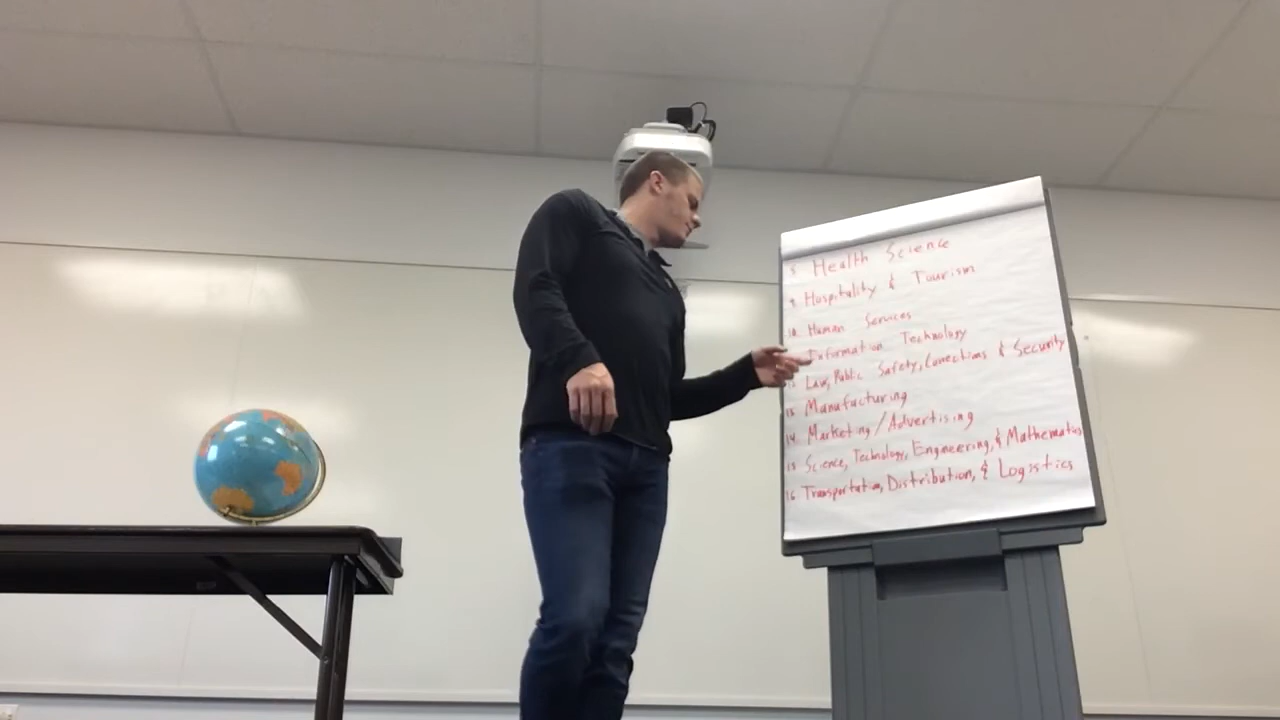 8 Health Science
9. Hospitality & Tourism
10. Human Services
Information Technology
12 Law, Public Safety, Corrections & Security
13. Manufacturing
14. Marketing/Advertising
15 Science, Technology, Engineering, & Mathematics
16. Transportation, Distribution, & Logistics